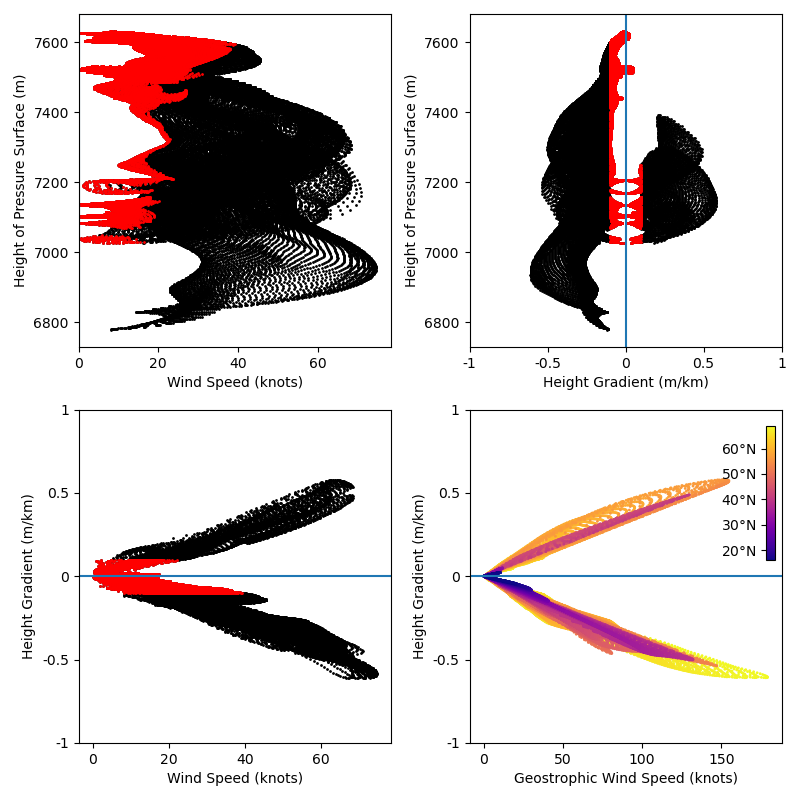 7600
7400
7200
7000
6800
Height of Pressure Surface (m)
0
20
40
60
Wind Speed (knots)
7600
7400
7200
7000
6800
Height of Pressure Surface (m)
-1
-0.5
0
0.5
1
Height Gradient (m/km)
1
0.5
0
-0.5
-1
Height Gradient (m/km)
0
20
40
60
Wind Speed (knots)
1
0.5
0
-0.5
-1
Height Gradient (m/km)
60°N
50°N
40°N
30°N
20°N
0
50
100
150
Geostrophic Wind Speed (knots)